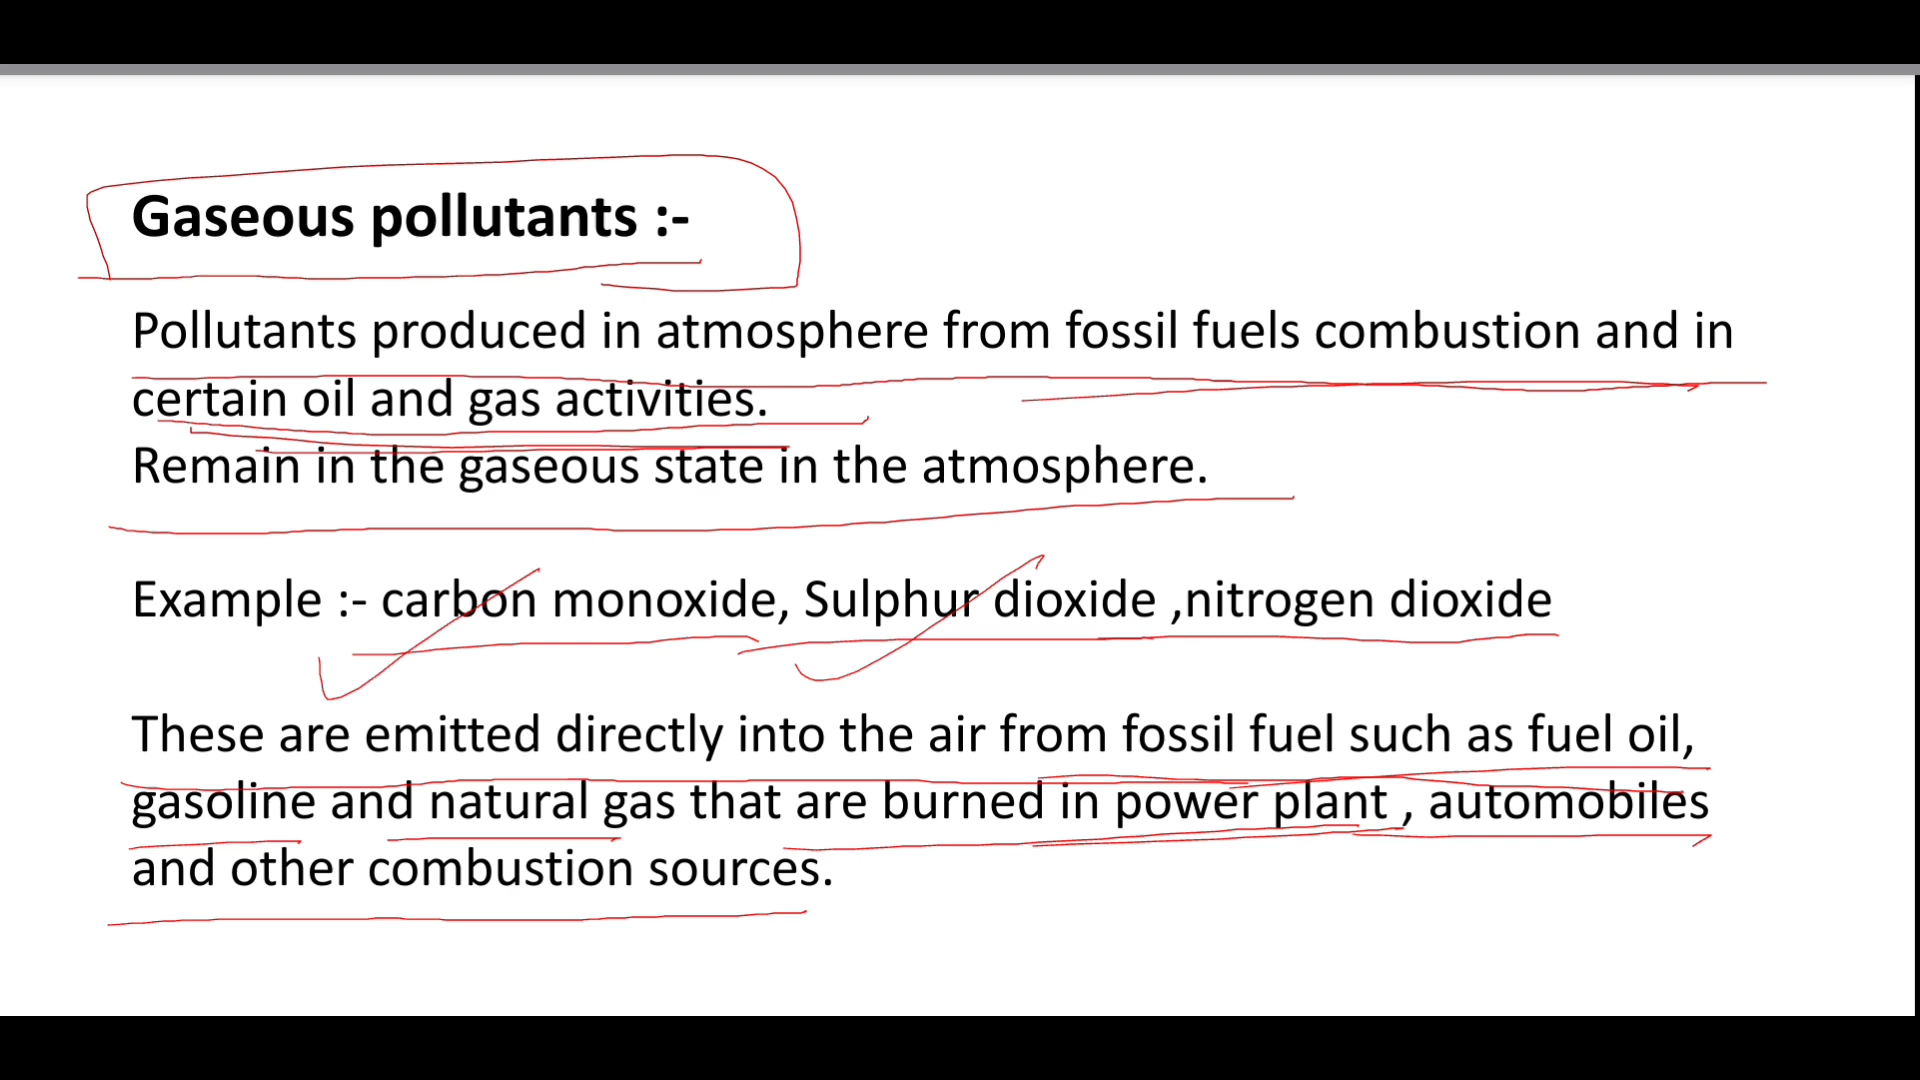 Gaseous pollutants :-
Pollutants produced in atmosphere from fossil fuels combustion and in
certain oil and gas activities.
Remain in the gaseous state in the atmosphere.
Example :- carbon monoxide, Sulphur dioxide ,nitrogen dioxide
These are emitted directly into the air from fossil fuel such as fuel oil,
gasoline and natural gas that are burned in power plant , automobiles
and other combustion sources.